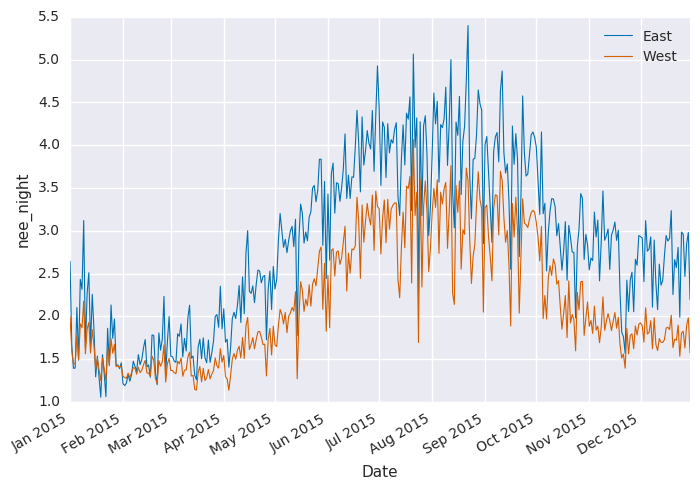 5.5
5.0
4.5
4.0
3.5
3.0
2.5
2.0
1.5
1.0
nee_night
East
West
Jan 2015
Feb 2015
Mar 2015
Apr 2015
May 2015
Jun 2015
Jul 2015
Aug 2015
Sep 2015
Oct 2015
Nov 2015
Dec 2015
Date